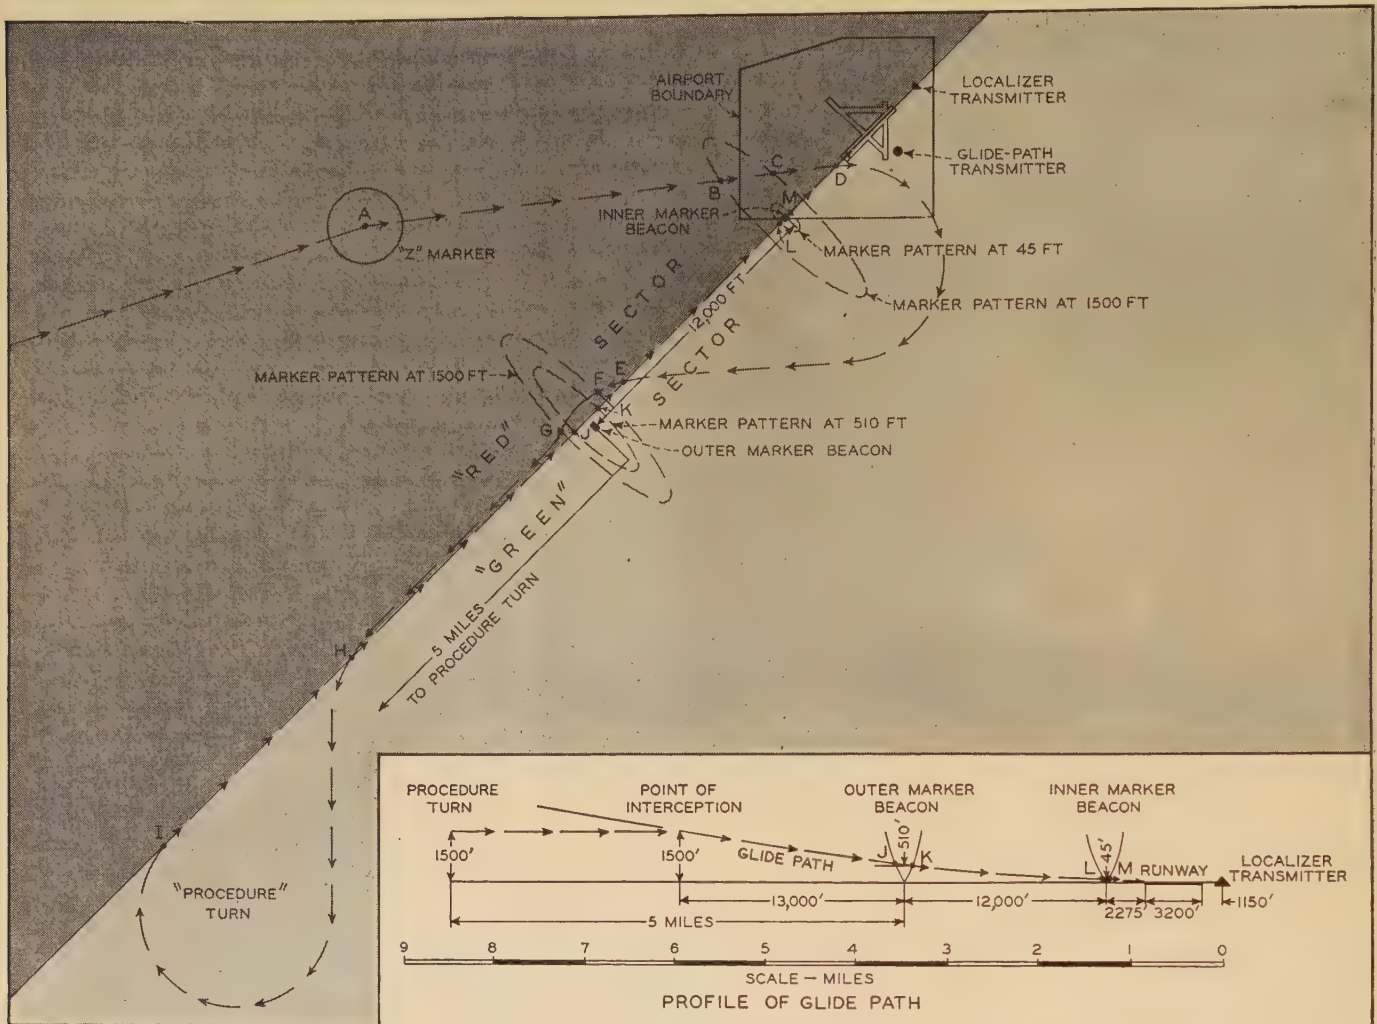 AIRPORT
BOUNDARY
LOCALIZER
TRANSMITTER
GLIDE-PATH
TRANSMITTER
A
B
C
D
M
INNER MARKER
BEACON
"Z" MARKER
L
MARKER PATTERN AT 45 FT
MARKER PATTERN AT 1500 FT
12,000 FT
"RED" SECTOR
"GREEN" SECTOR
MARKER PATTERN AT 1500 FT
E
F
K
G
J
MARKER PATTERN AT 510 FT
OUTER MARKER BEACON
H
5 MILES
TO PROCEDURE TURN
I
"PROCEDURE"
TURN
PROCEDURE
TURN
POINT OF
INTERCEPTION
OUTER MARKER
BEACON
INNER MARKER
BEACON
1500'
1500'
GLIDE PATH
J
510'
K
L
45'
M
RUNWAY
LOCALIZER
TRANSMITTER
13,000'
12,000'
2275'
3200'
1150'
5 MILES
9 8 7 6 5 4 3 2 1 0
SCALE — MILES
PROFILE OF GLIDE PATH